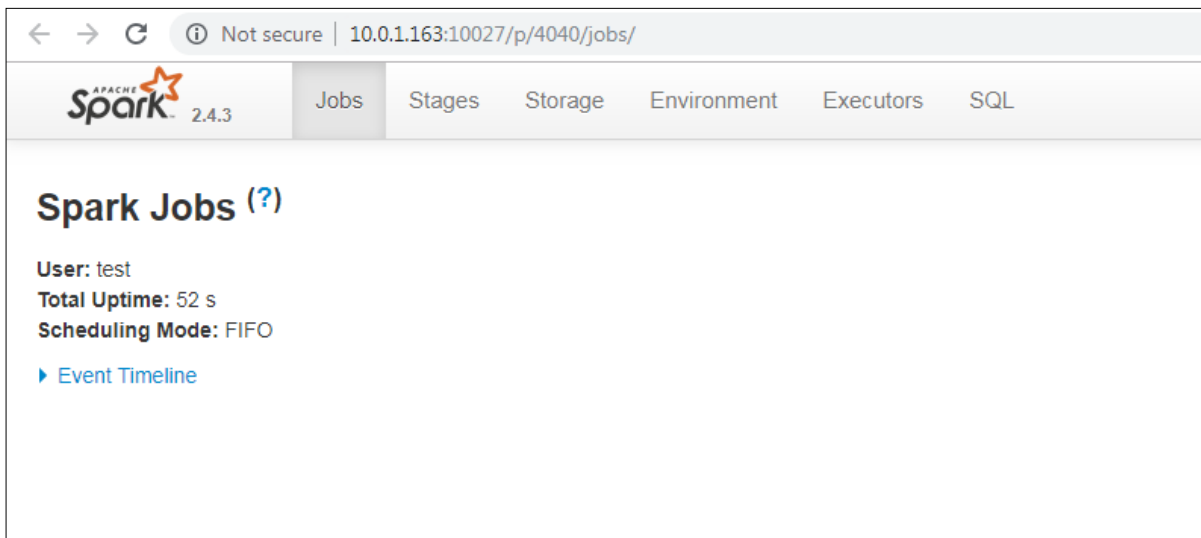 Not secure | 10.0.1.163:10027/p/4040/jobs/
APACHE
Spark™ 2.4.3 Jobs Stages Storage Environment Executors SQL
Spark Jobs (?)
User: test
Total Uptime: 52 s
Scheduling Mode: FIFO
Event Timeline